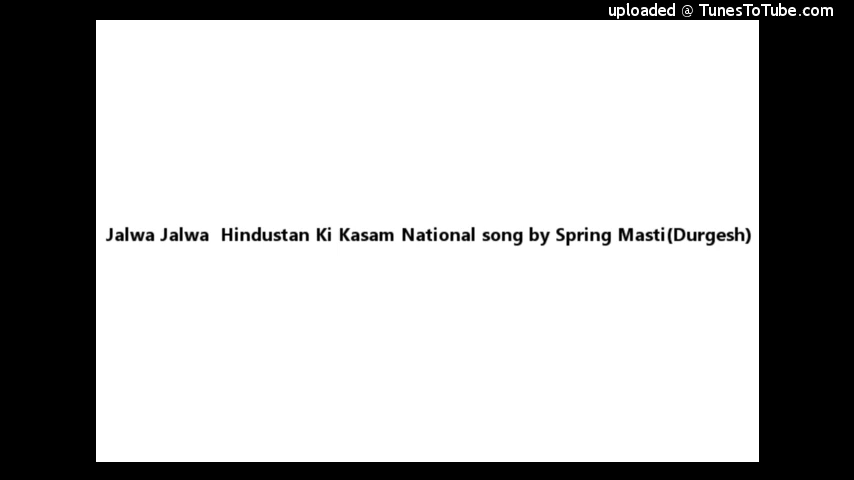 uploaded @ TunesToTube.com
Jalwa Jalwa  Hindustan Ki Kasam National song by Spring Masti(Durgesh)